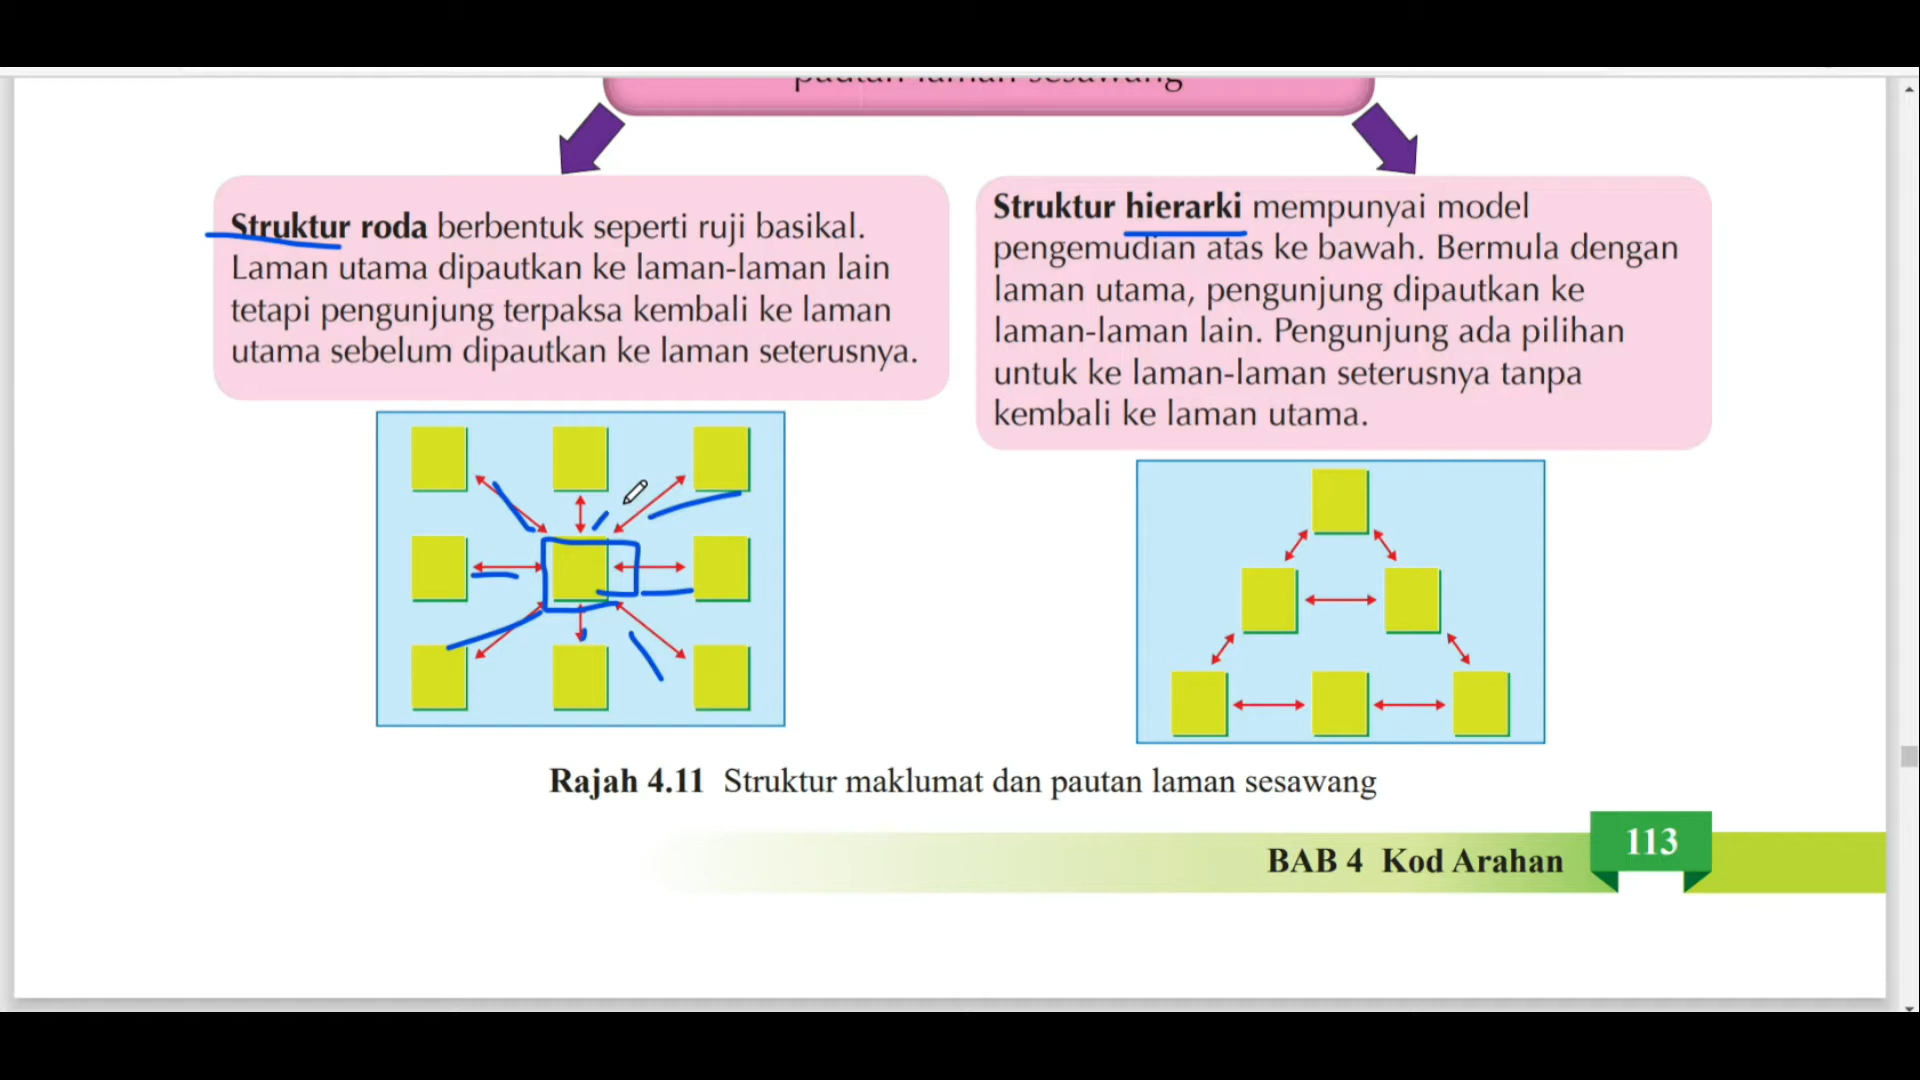 pautan laman sesawang
Struktur roda berbentuk seperti ruji basikal.
Laman utama dipautkan ke laman-laman lain
tetapi pengunjung terpaksa kembali ke laman
utama sebelum dipautkan ke laman seterusnya.
Struktur hierarki mempunyai model
pengemudian atas ke bawah. Bermula dengan
laman utama, pengunjung dipautkan ke
laman-laman lain. Pengunjung ada pilihan
untuk ke laman-laman seterusnya tanpa
kembali ke laman utama.
Rajah 4.11 Struktur maklumat dan pautan laman sesawang
BAB 4 Kod Arahan
113